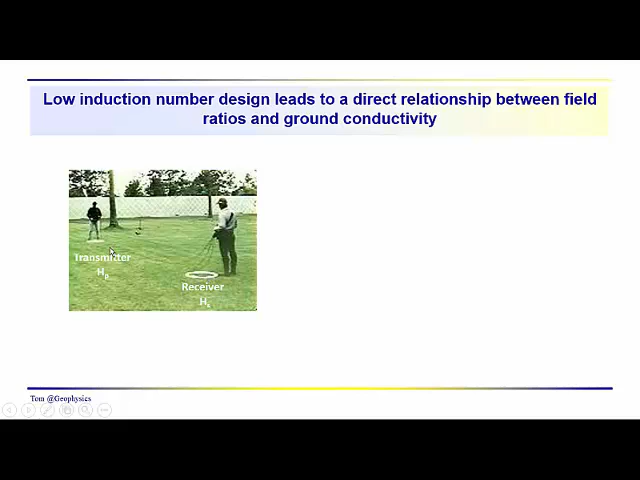 Low induction number design leads to a direct relationship between field
ratios and ground conductivity
Transmitter
Hp
Receiver
Hs
Tom @Geophysics